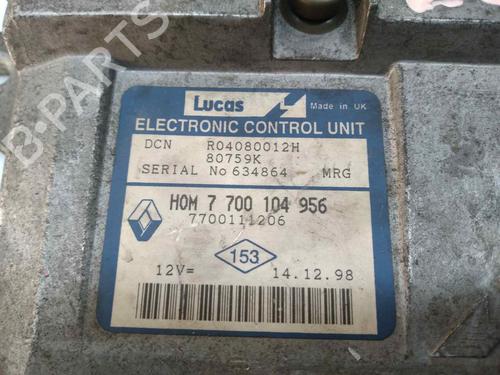 Lucas
Made in UK
ELECTRONIC CONTROL UNIT
DCN R04080012H
80759K
SERIAL No 634864 MRG
HOM 7 700 104 956
7700111206
153
12V= 14.12.98
B-PARTS